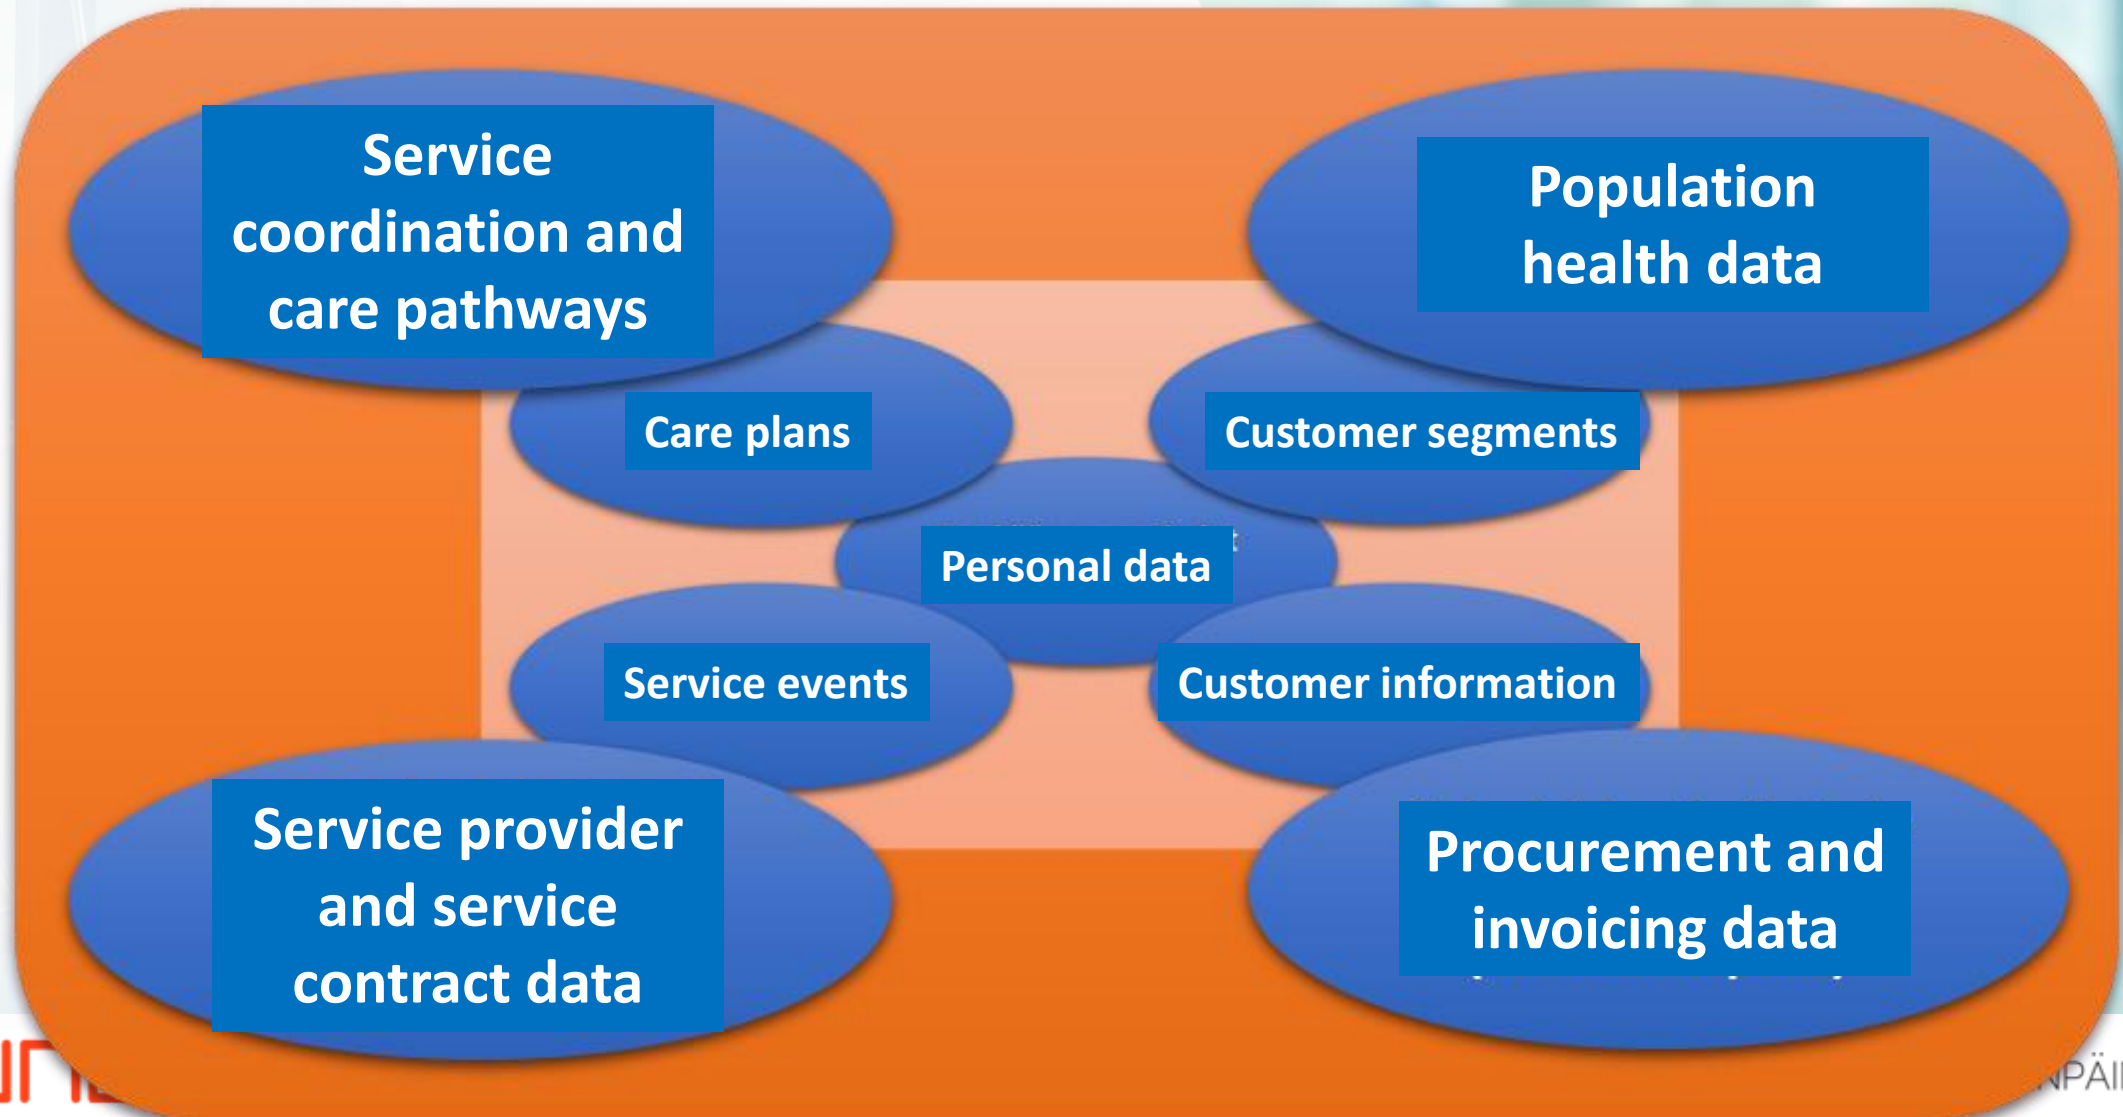 Service
coordination and
care pathways
Population
health data
Care plans
Customer segments
Personal data
Service events
Customer information
Service provider
and service
contract data
Procurement and
invoicing data